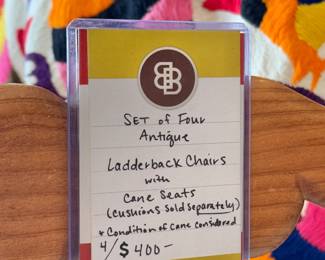 SET of FOUR
Antique
Ladderback Chairs
with
Cane Seats
(cushions sold separately)
* Condition of cane considered
4/$400-